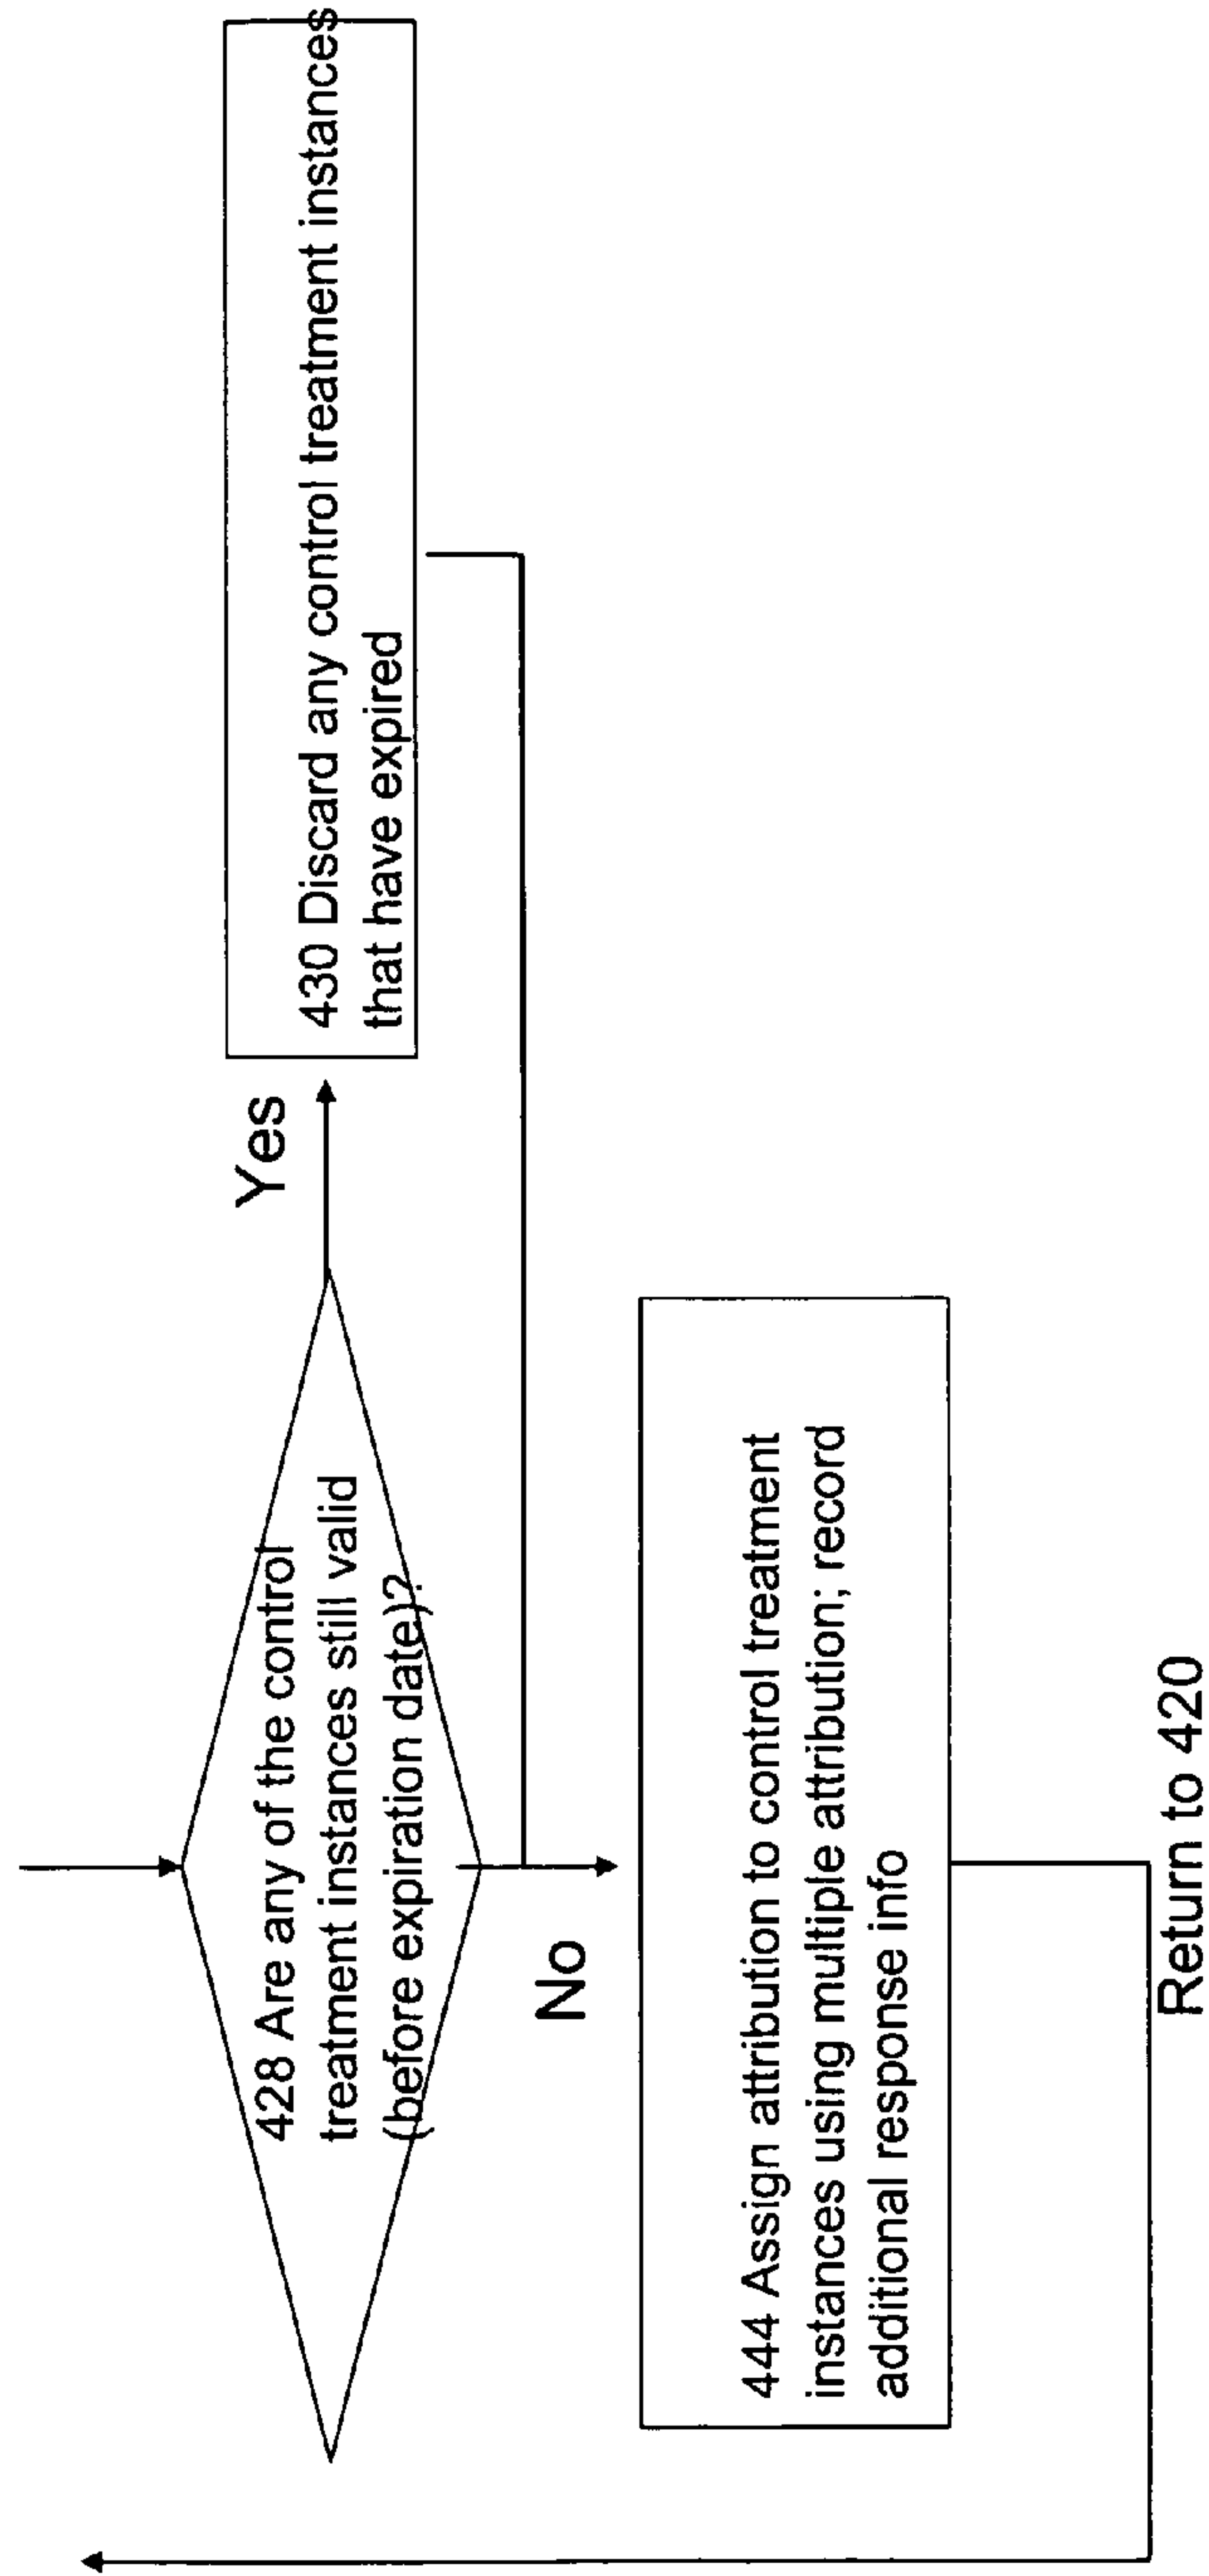 428 Are any of the control
treatment instances still valid
(before expiration date)?.
Yes
430 Discard any control treatment instances
that have expired
No
444 Assign attribution to control treatment
instances using multiple attribution; record
additional response info
Return to 420